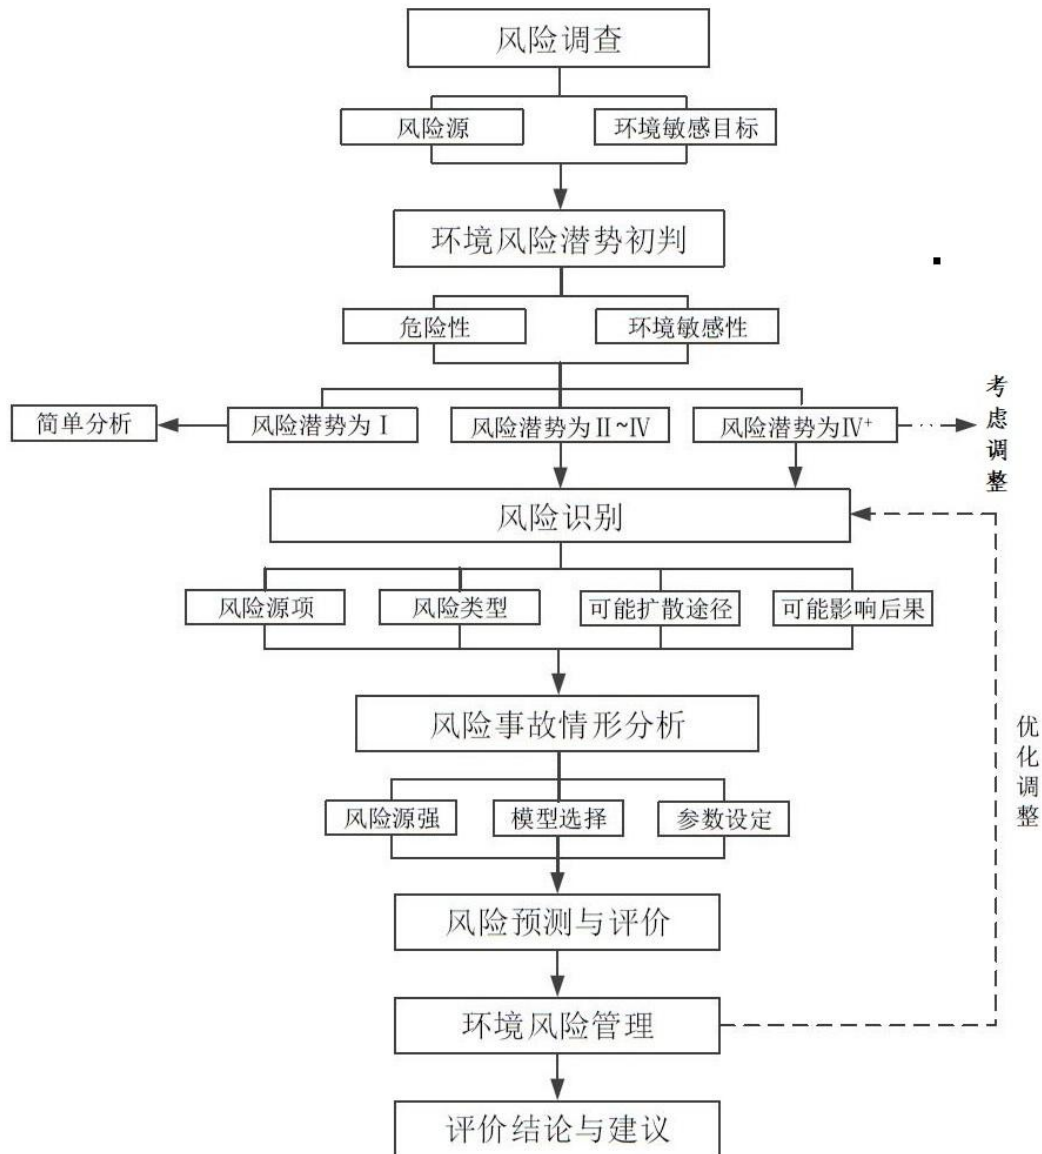 风险调查
风险源
环境敏感目标
环境风险潜势初判
危险性
环境敏感性
简单分析
风险潜势为Ⅰ
风险潜势为Ⅱ~Ⅳ
风险潜势为Ⅳ⁺
考虑调整
风险识别
风险源项
风险类型
可能扩散途径
可能影响后果
风险事故情形分析
优化调整
风险源强
模型选择
参数设定
风险预测与评价
环境风险管理
评价结论与建议